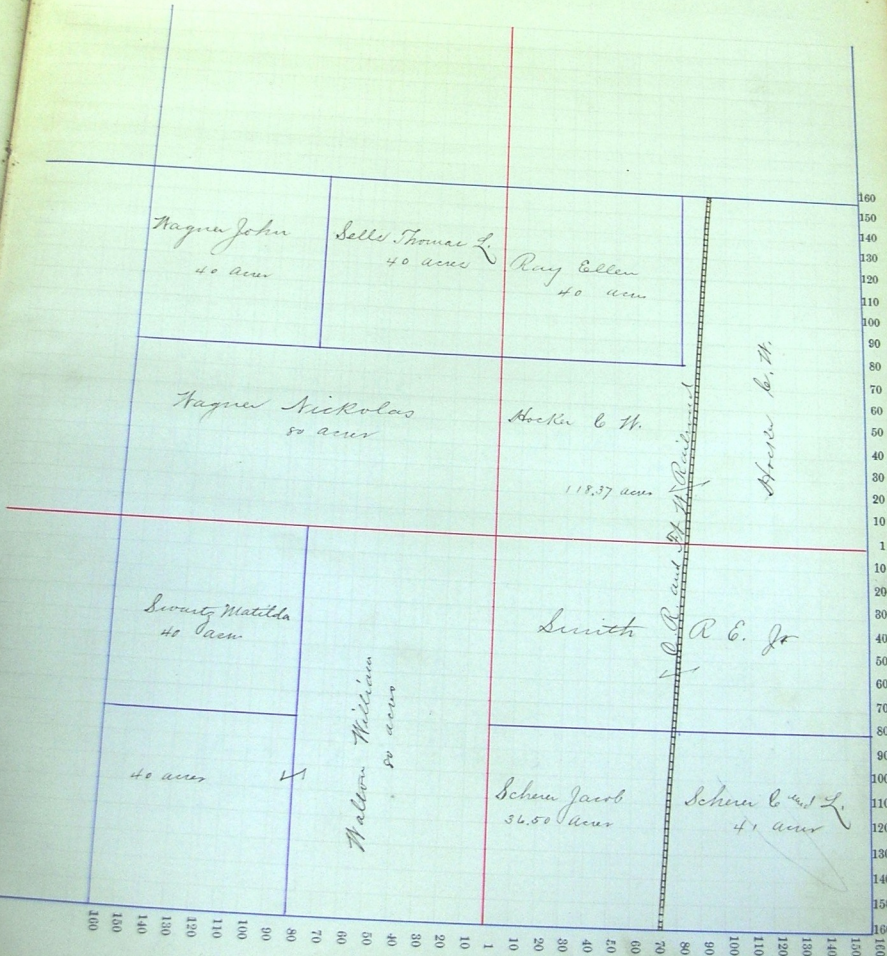 Wagner John
40 acres
Sells Thomas L.
40 acres
Ray Ellen
40 acres
Wagner Nickolas
80 acres
Hocker C W.
118.37 acres
Hocker C. W.
and Ft W Railroad
Swartz Matilda
40 acres
Walton William
80 acres
Smith R E. Jr
40 acres
Scherer Jacob
36.50 acres
Scherer C and L.
41 acres
160
150
140
130
120
110
100
90
80
70
60
50
40
30
20
10
1
10
20
30
40
50
60
70
80
90
100
110
120
130
140
150
160
160 150 140 130 120 110 100 90 80 70 60 50 40 30 20 10 1 10 20 30 40 50 60 70 80 90 100 110 120 130 140 150 160